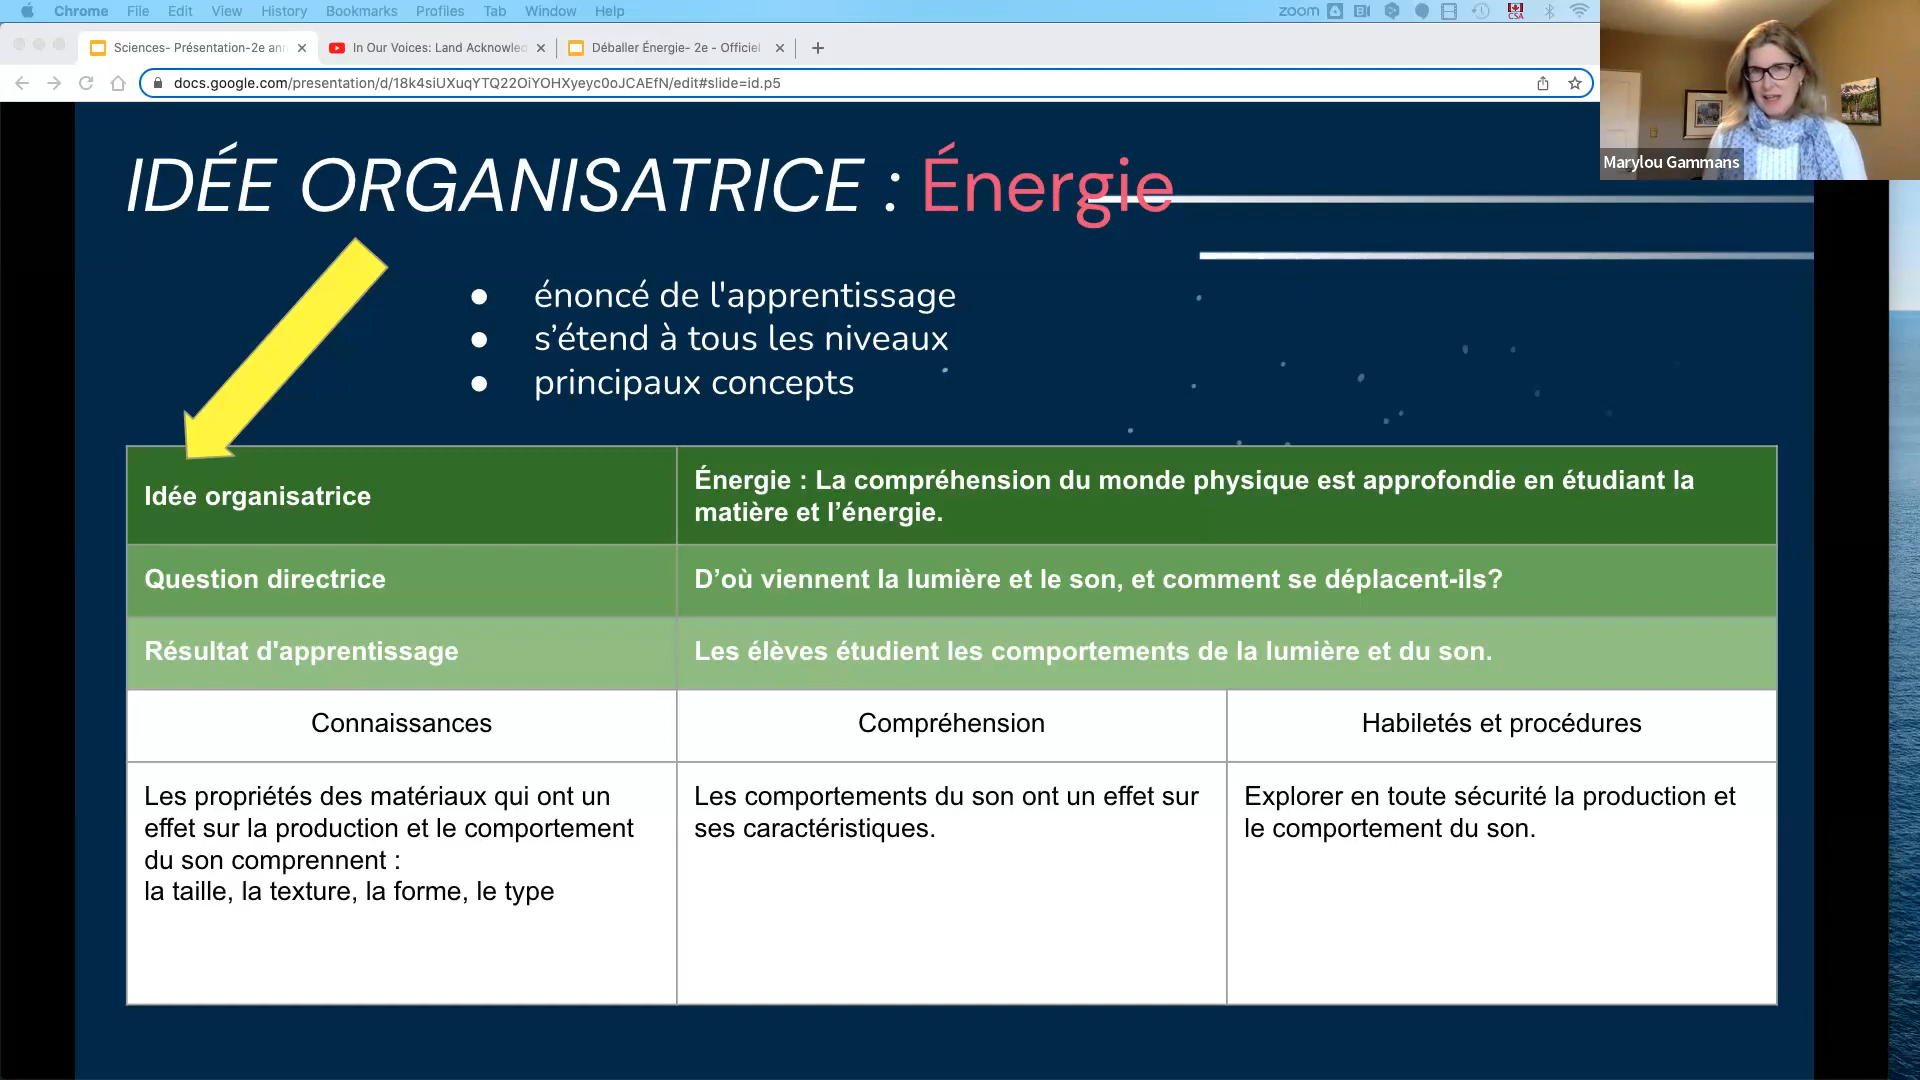 Chrome File Edit View History Bookmarks Profiles Tab Window Help
zoom
CSA
Sciences- Présentation-2e ann
In Our Voices: Land Acknowled
Déballer Énergie- 2e - Officiel
docs.google.com/presentation/d/18k4siUXuqYTQ22OiYOHXyeyc0oJCAEfN/edit#slide=id.p5
Marylou Gammans
IDÉE ORGANISATRICE : Énergie
● énoncé de l'apprentissage
● s’étend à tous les niveaux
● principaux concepts
Idée organisatrice
Énergie : La compréhension du monde physique est approfondie en étudiant la
matière et l’énergie.
Question directrice
D’où viennent la lumière et le son, et comment se déplacent-ils?
Résultat d'apprentissage
Les élèves étudient les comportements de la lumière et du son.
Connaissances
Compréhension
Habiletés et procédures
Les propriétés des matériaux qui ont un
effet sur la production et le comportement
du son comprennent :
la taille, la texture, la forme, le type
Les comportements du son ont un effet sur
ses caractéristiques.
Explorer en toute sécurité la production et
le comportement du son.